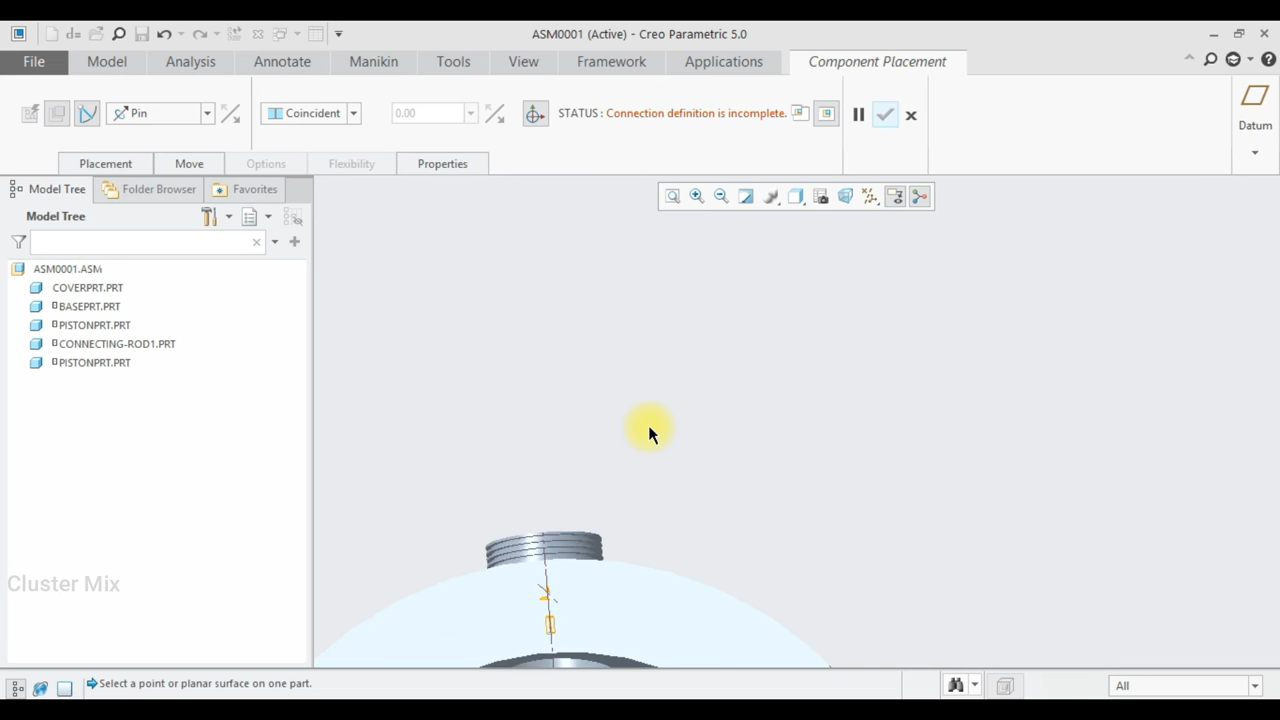 ASM0001 (Active) - Creo Parametric 5.0
File Model Analysis Annotate Manikin Tools View Framework Applications Component Placement
Pin Coincident 0.00 STATUS : Connection definition is incomplete.
Datum
Placement Move Options Flexibility Properties
Model Tree Folder Browser Favorites
Model Tree
ASM0001.ASM
COVERPRT.PRT
BASEPRT.PRT
PISTONPRT.PRT
CONNECTING-ROD1.PRT
PISTONPRT.PRT
Cluster Mix
Select a point or planar surface on one part.
All